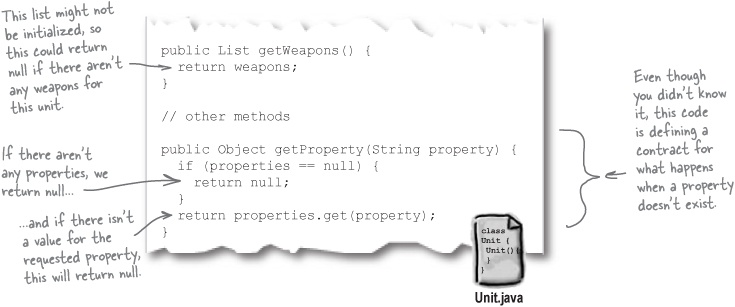 This list might not
be initialized, so
this could return
null if there aren't
any weapons for
this unit.
public List getWeapons() {
return weapons;
}
// other methods
public Object getProperty(String property) {
if (properties == null) {
return null;
}
return properties.get(property);
}
If there aren't
any properties, we
return null...
...and if there isn't
a value for the
requested property,
this will return null.
Even though
you didn't know
it, this code
is defining a
contract for
what happens
when a property
doesn't exist.
class
Unit {
Unit(){
}
}
Unit.java